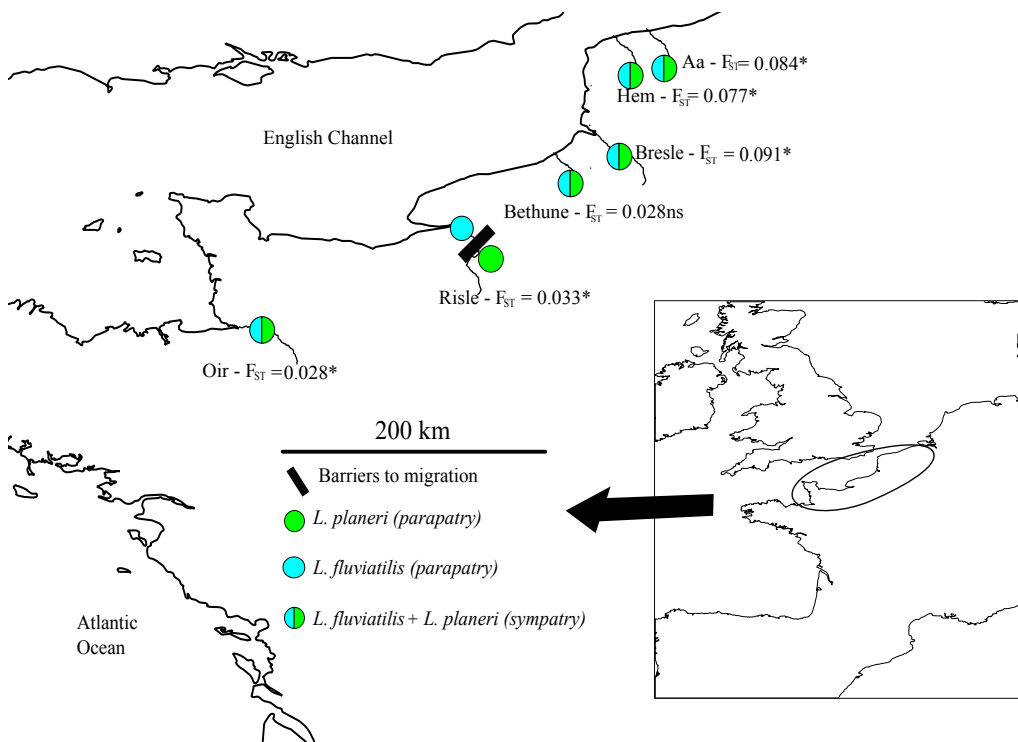 Aa - FST= 0.084*
Hem - FST= 0.077*
English Channel
Bresle - FST = 0.091*
Bethune - FST = 0.028ns
Risle - FST = 0.033*
Oir - FST =0.028*
200 km
Barriers to migration
L. planeri (parapatry)
L. fluviatilis (parapatry)
L. fluviatilis + L. planeri (sympatry)
Atlantic
Ocean